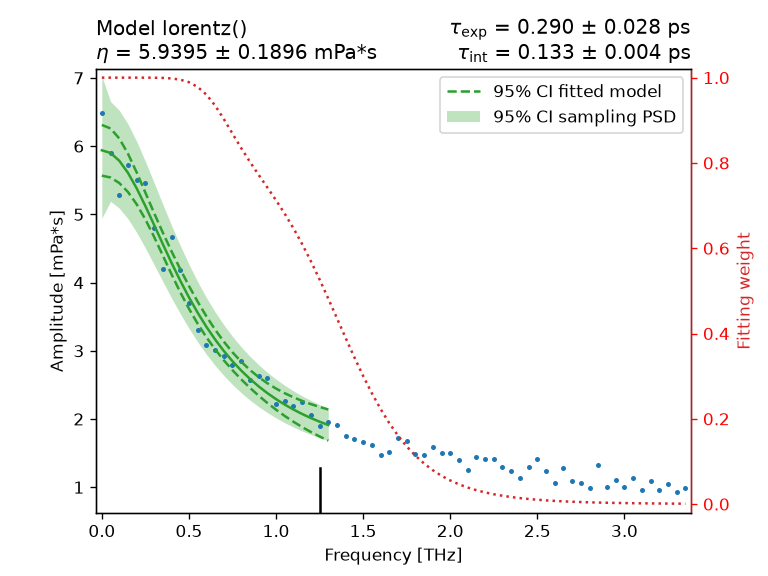 Model lorentz()
η = 5.9395 ± 0.1896 mPa*s
τexp = 0.290 ± 0.028 ps
τint = 0.133 ± 0.004 ps
95% CI fitted model
95% CI sampling PSD
7
6
5
4
3
2
1
Amplitude [mPa*s]
1.0
0.8
0.6
0.4
0.2
0.0
Fitting weight
0.0 0.5 1.0 1.5 2.0 2.5 3.0
Frequency [THz]